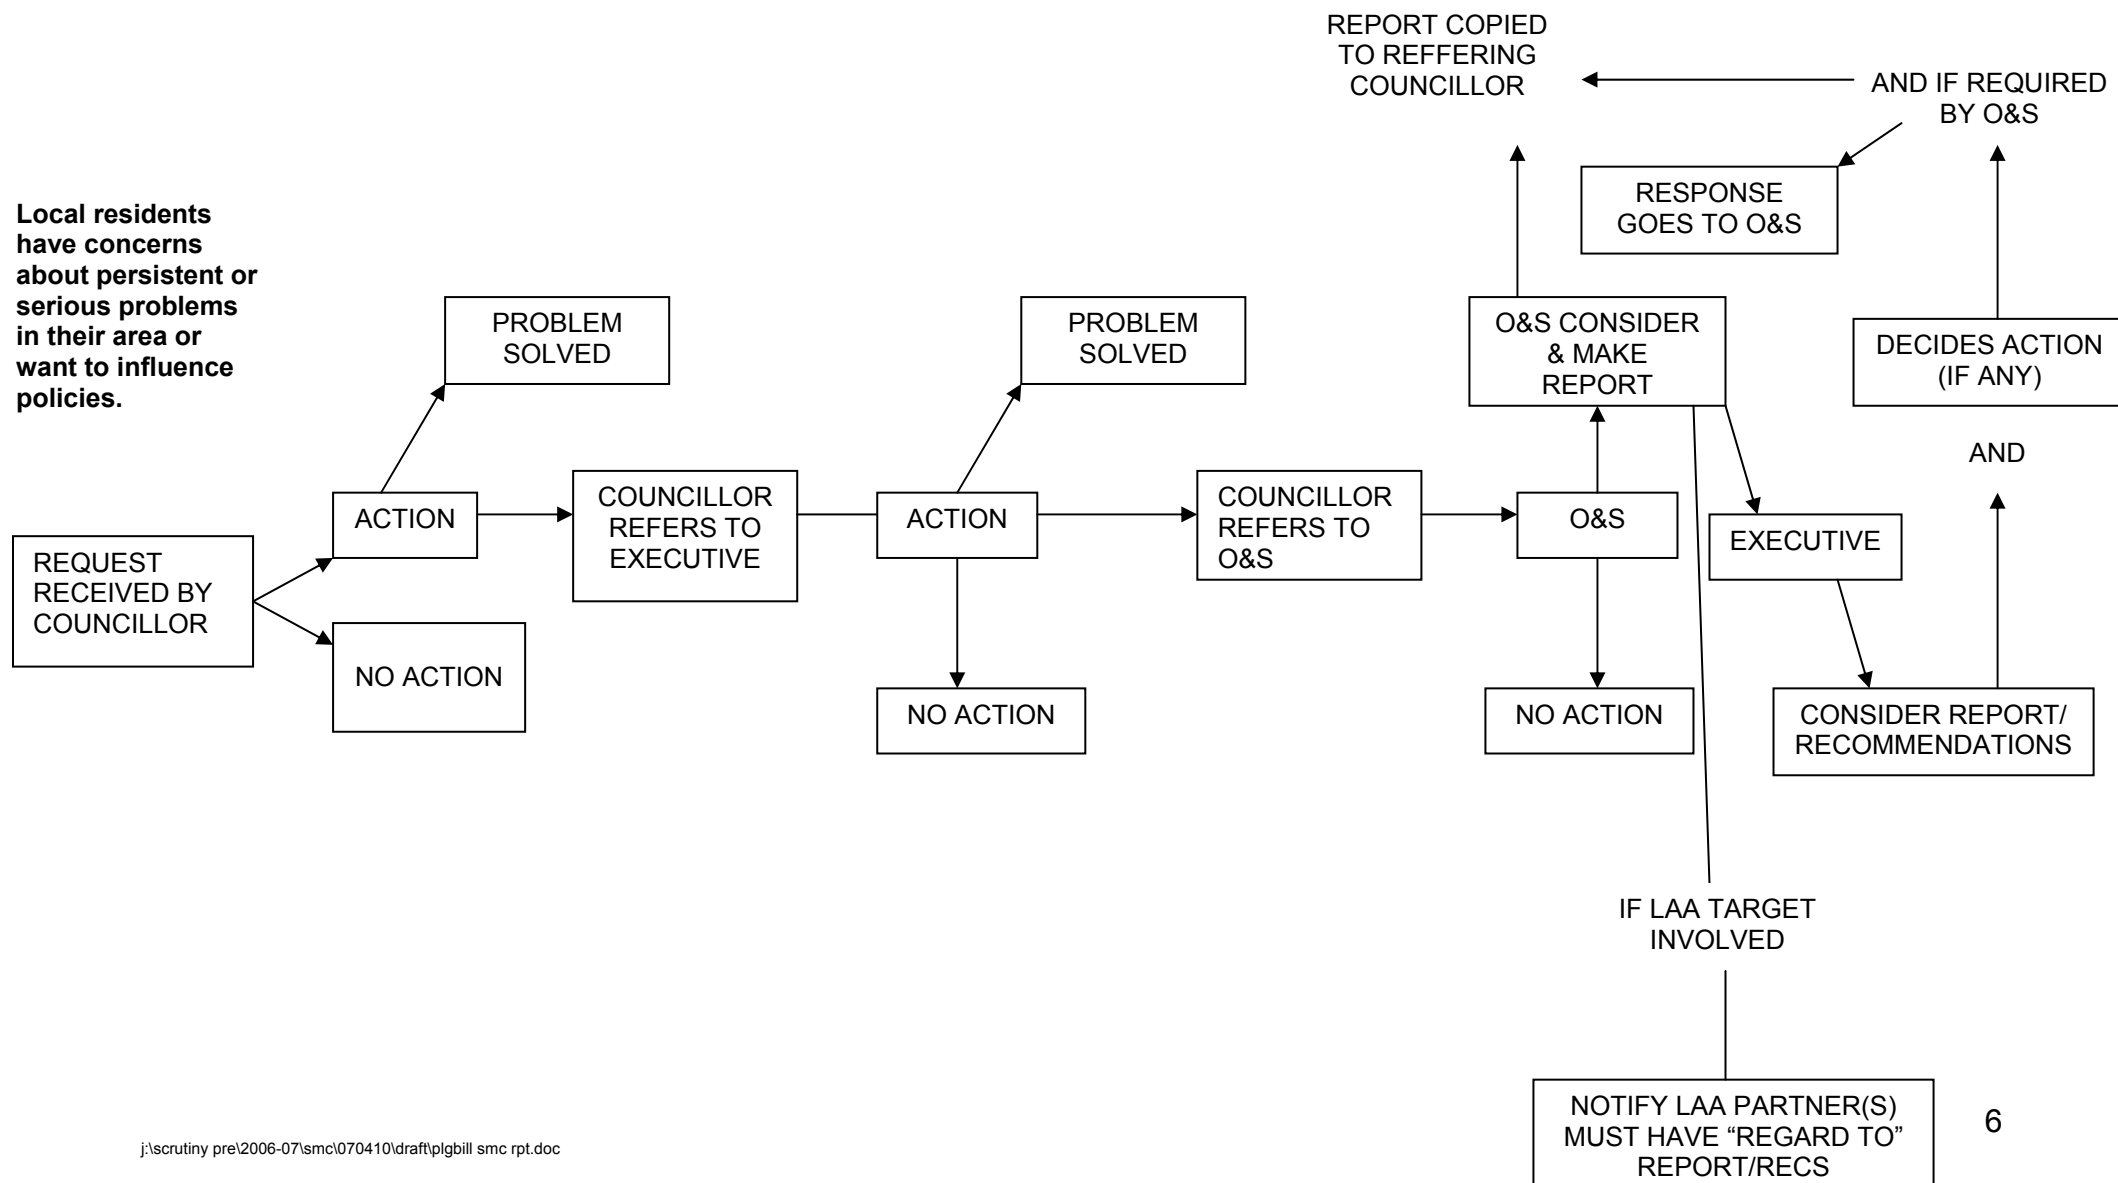 Local residents
have concerns
about persistent or
serious problems
in their area or
want to influence
policies.
REQUEST
RECEIVED BY
COUNCILLOR
ACTION
NO ACTION
PROBLEM
SOLVED
COUNCILLOR
REFERS TO
EXECUTIVE
ACTION
PROBLEM
SOLVED
NO ACTION
COUNCILLOR
REFERS TO
O&S
O&S
NO ACTION
O&S CONSIDER
& MAKE
REPORT
REPORT COPIED
TO REFFERING
COUNCILLOR
EXECUTIVE
CONSIDER REPORT/
RECOMMENDATIONS
AND
DECIDES ACTION
(IF ANY)
AND IF REQUIRED
BY O&S
RESPONSE
GOES TO O&S
IF LAA TARGET
INVOLVED
NOTIFY LAA PARTNER(S)
MUST HAVE “REGARD TO”
REPORT/RECS
j:\scrutiny pre\2006-07\smc\070410\draft\plgbill smc rpt.doc
6